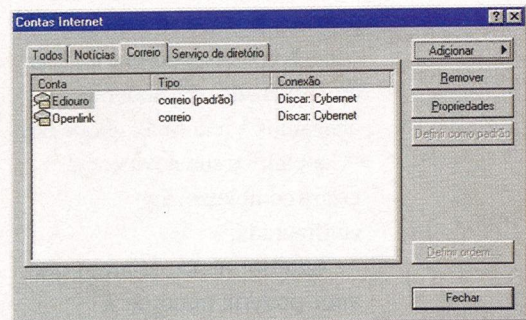 Contas Internet
Todos Notícias Correio Serviço de diretório
Conta Tipo Conexão
Ediouro correio (padrão) Discar: Cybernet
Openlink correio Discar: Cybernet
Adicionar
Remover
Propriedades
Definir como padrão
Definir ordem...
Fechar